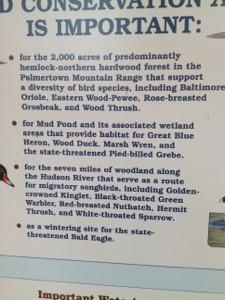 D CONSERVATION A
IS IMPORTANT:
• for the 2,000 acres of predominantly
hemlock-northern hardwood forest in the
Palmertown Mountain Range that support
a diversity of bird species, including Baltimore
Oriole, Eastern Wood-Pewee, Rose-breasted
Grosbeak, and Wood Thrush.
• for Mud Pond and its associated wetland
areas that provide habitat for Great Blue
Heron, Wood Duck, Marsh Wren, and
the state-threatened Pied-billed Grebe.
• for the seven miles of woodland along
the Hudson River that serve as a route
for migratory songbirds, including Golden-
crowned Kinglet, Black-throated Green
Warbler, Red-breasted Nuthatch, Hermit
Thrush, and White-throated Sparrow.
• as a wintering site for the state-
threatened Bald Eagle.
Important Wate